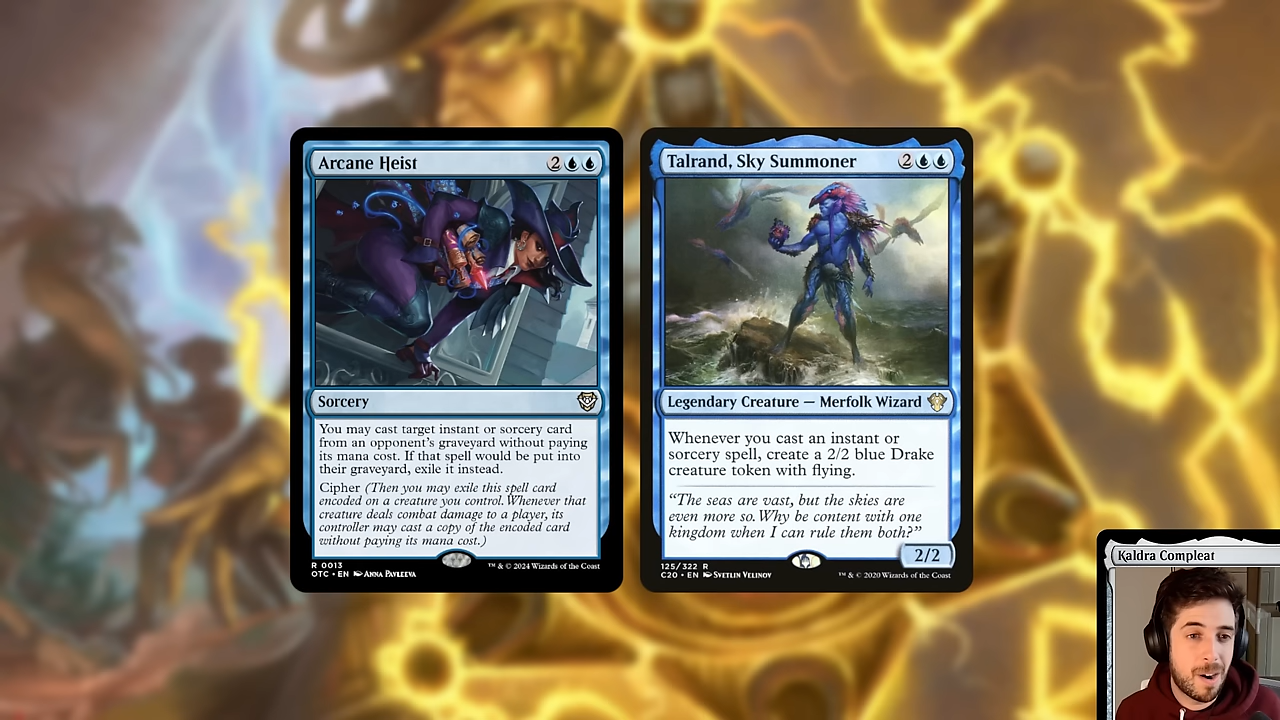 Arcane Heist
2
Sorcery
You may cast target instant or sorcery card
from an opponent's graveyard without paying
its mana cost. If that spell would be put into
their graveyard, exile it instead.
Cipher (Then you may exile this spell card
encoded on a creature you control. Whenever that
creature deals combat damage to a player, its
controller may cast a copy of the encoded card
without paying its mana cost.)
R 0013
OTC • EN Anna Pavleeva
™ & © 2024 Wizards of the Coast
Talrand, Sky Summoner
2
Legendary Creature — Merfolk Wizard
Whenever you cast an instant or
sorcery spell, create a 2/2 blue Drake
creature token with flying.
“The seas are vast, but the skies are
even more so. Why be content with one
kingdom when I can rule them both?”
2/2
125/322 R
C20 • EN Svetlin Velinov
™ & © 2020 Wizards of the Coast
Kaldra Compleat